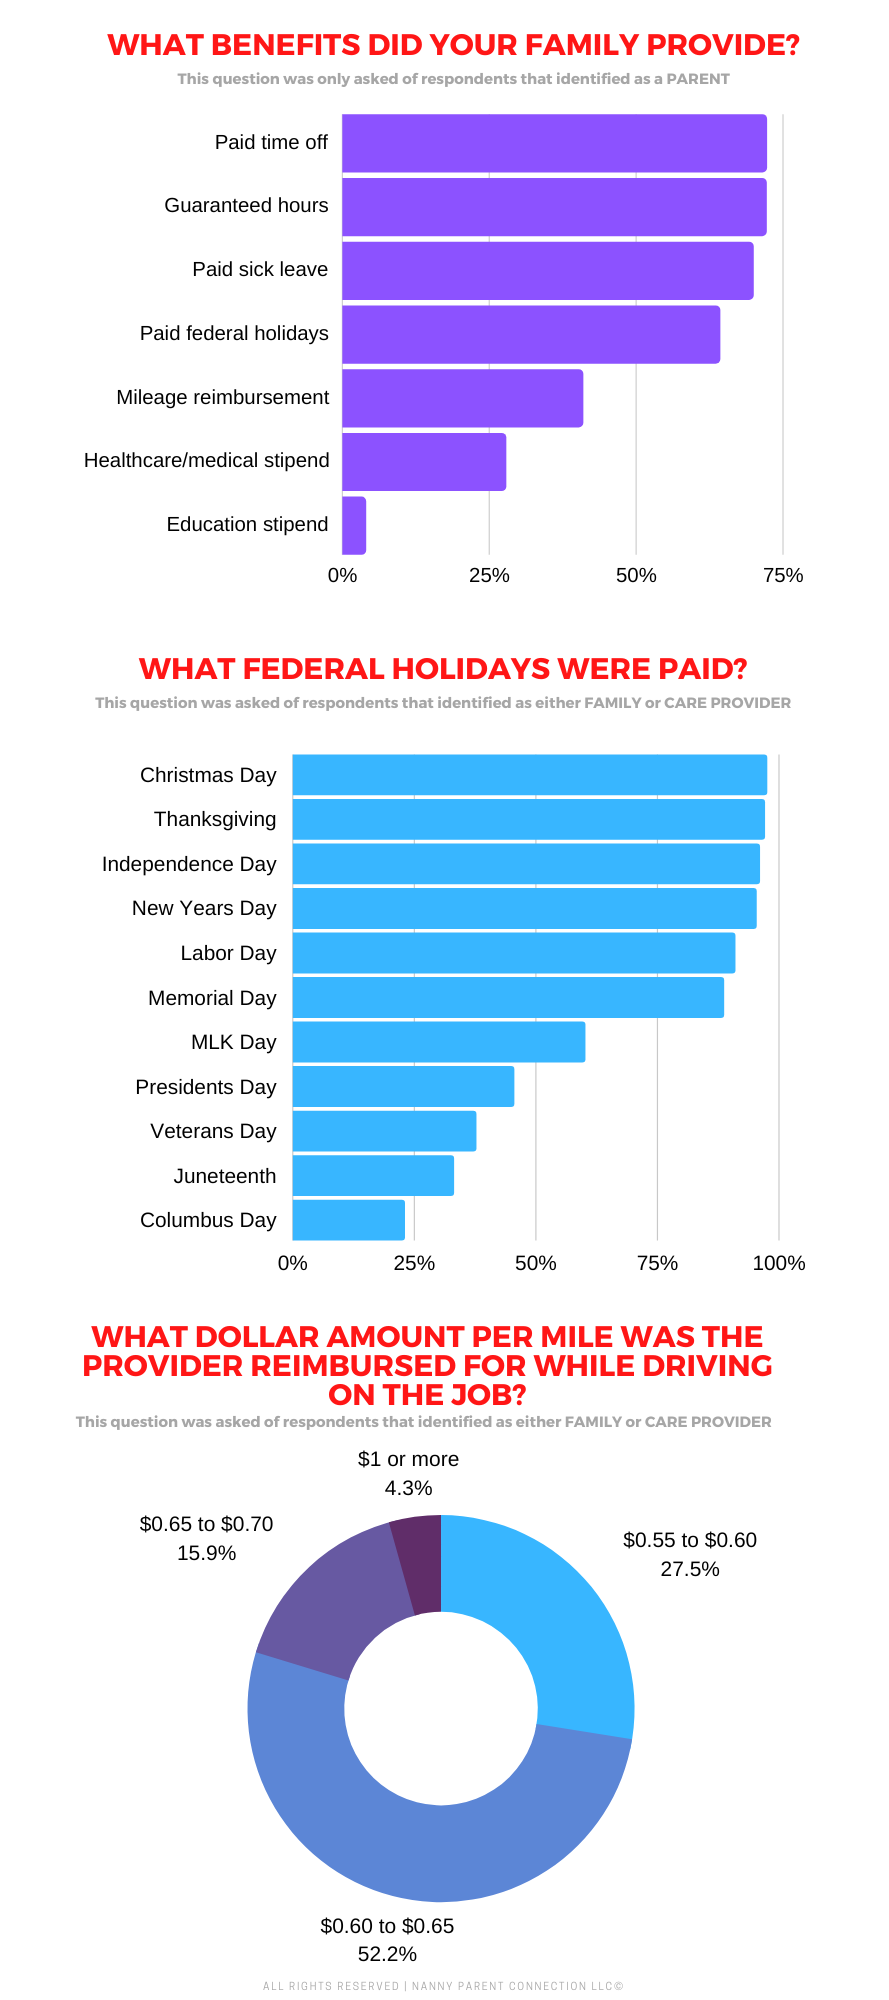 WHAT BENEFITS DID YOUR FAMILY PROVIDE?
This question was only asked of respondents that identified as a PARENT
Paid time off
Guaranteed hours
Paid sick leave
Paid federal holidays
Mileage reimbursement
Healthcare/medical stipend
Education stipend
0% 25% 50% 75%
WHAT FEDERAL HOLIDAYS WERE PAID?
This question was asked of respondents that identified as either FAMILY or CARE PROVIDER
Christmas Day
Thanksgiving
Independence Day
New Years Day
Labor Day
Memorial Day
MLK Day
Presidents Day
Veterans Day
Juneteenth
Columbus Day
0% 25% 50% 75% 100%
WHAT DOLLAR AMOUNT PER MILE WAS THE
PROVIDER REIMBURSED FOR WHILE DRIVING
ON THE JOB?
This question was asked of respondents that identified as either FAMILY or CARE PROVIDER
$1 or more
4.3%
$0.65 to $0.70
15.9%
$0.55 to $0.60
27.5%
$0.60 to $0.65
52.2%
ALL RIGHTS RESERVED | NANNY PARENT CONNECTION LLC©